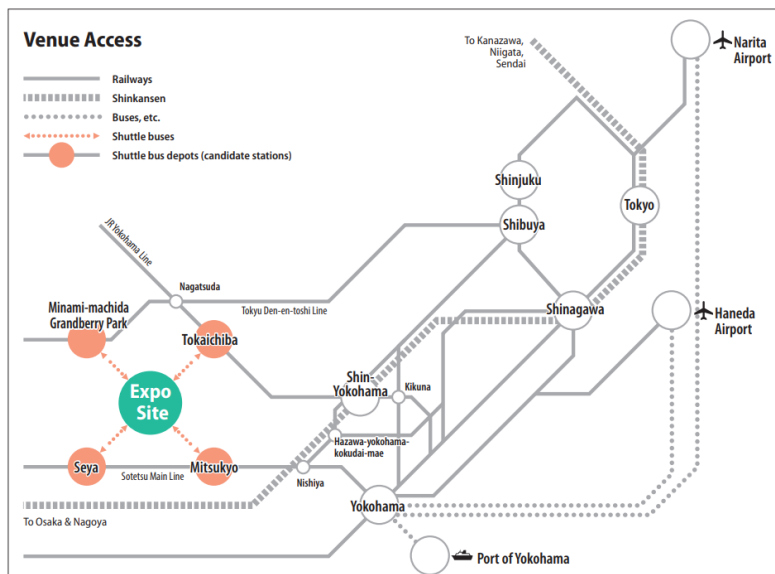 Venue Access
Railways
Shinkansen
Buses, etc.
Shuttle buses
Shuttle bus depots (candidate stations)
To Kanazawa,
Niigata,
Sendai
Narita
Airport
Shinjuku
Shibuya
Tokyo
JR Yokohama Line
Nagatsuda
Tokyu Den-en-toshi Line
Minami-machida
Grandberry Park
Tokaichiba
Shinagawa
Haneda
Airport
Expo
Site
Shin-
Yokohama
Kikuna
Hazawa-yokohama-
kokudai-mae
Seya
Sotetsu Main Line
Mitsukyo
Nishiya
Yokohama
To Osaka & Nagoya
Port of Yokohama